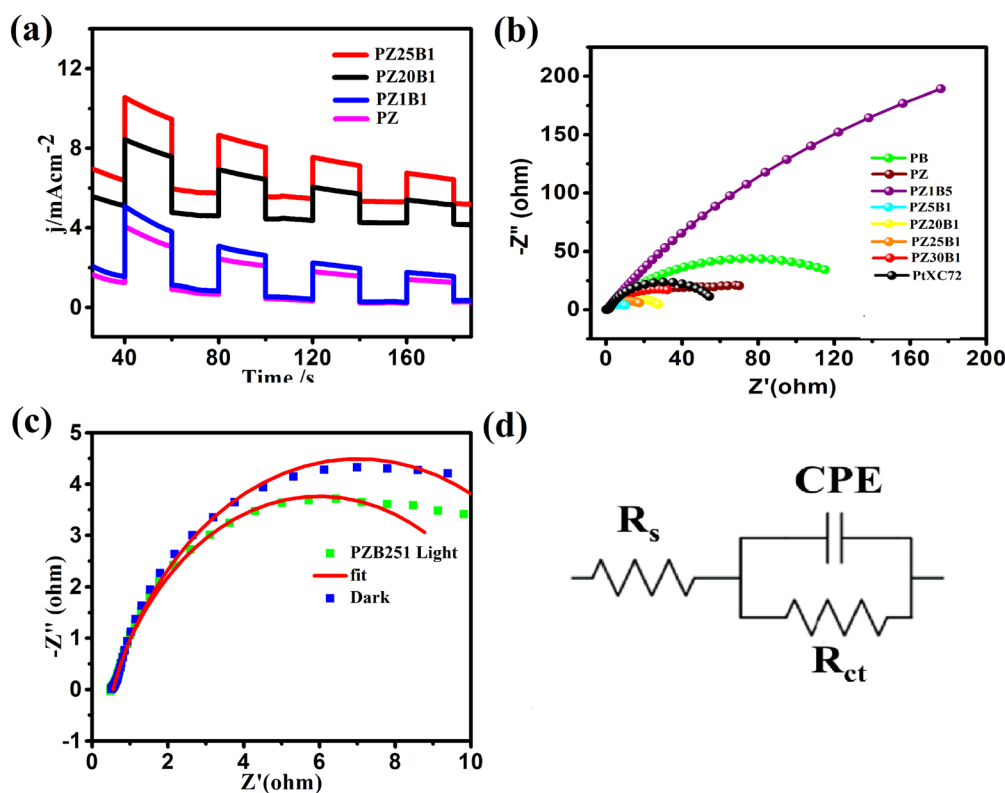 (a)
PZ25B1
PZ20B1
PZ1B1
PZ
j/mAcm-2
12
8
4
0
40
80
120
160
Time /s
(b)
-Z" (ohm)
200
150
100
50
0
PB
PZ
PZ1B5
PZ5B1
PZ20B1
PZ25B1
PZ30B1
PtXC72
0
40
80
120
160
200
Z'(ohm)
(c)
-Z" (ohm)
5
4
3
2
1
0
-1
PZB251 Light
fit
Dark
0
2
4
6
8
10
Z'(ohm)
(d)
CPE
Rs
Rct